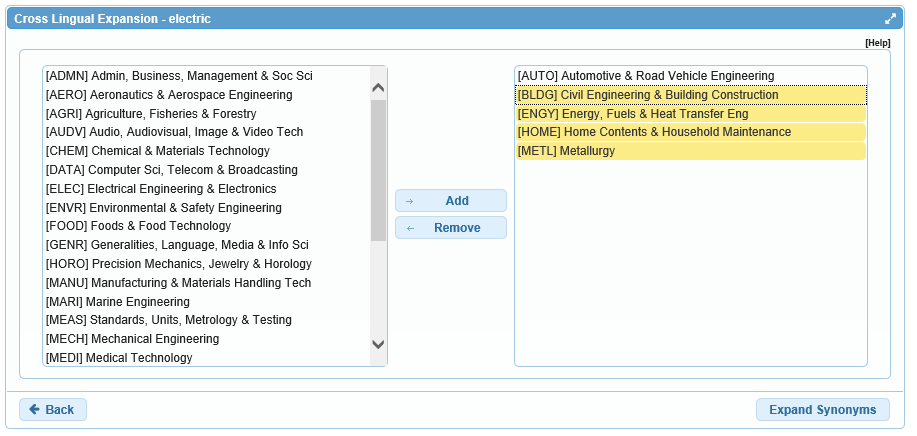 Cross Lingual Expansion - electric
[Help]
[ADMN] Admin, Business, Management & Soc Sci
[AERO] Aeronautics & Aerospace Engineering
[AGRI] Agriculture, Fisheries & Forestry
[AUDV] Audio, Audiovisual, Image & Video Tech
[CHEM] Chemical & Materials Technology
[DATA] Computer Sci, Telecom & Broadcasting
[ELEC] Electrical Engineering & Electronics
[ENVR] Environmental & Safety Engineering
[FOOD] Foods & Food Technology
[GENR] Generalities, Language, Media & Info Sci
[HORO] Precision Mechanics, Jewelry & Horology
[MANU] Manufacturing & Materials Handling Tech
[MARI] Marine Engineering
[MEAS] Standards, Units, Metrology & Testing
[MECH] Mechanical Engineering
[MEDI] Medical Technology
Add
Remove
[AUTO] Automotive & Road Vehicle Engineering
[BLDG] Civil Engineering & Building Construction
[ENGY] Energy, Fuels & Heat Transfer Eng
[HOME] Home Contents & Household Maintenance
[METL] Metallurgy
Back
Expand Synonyms